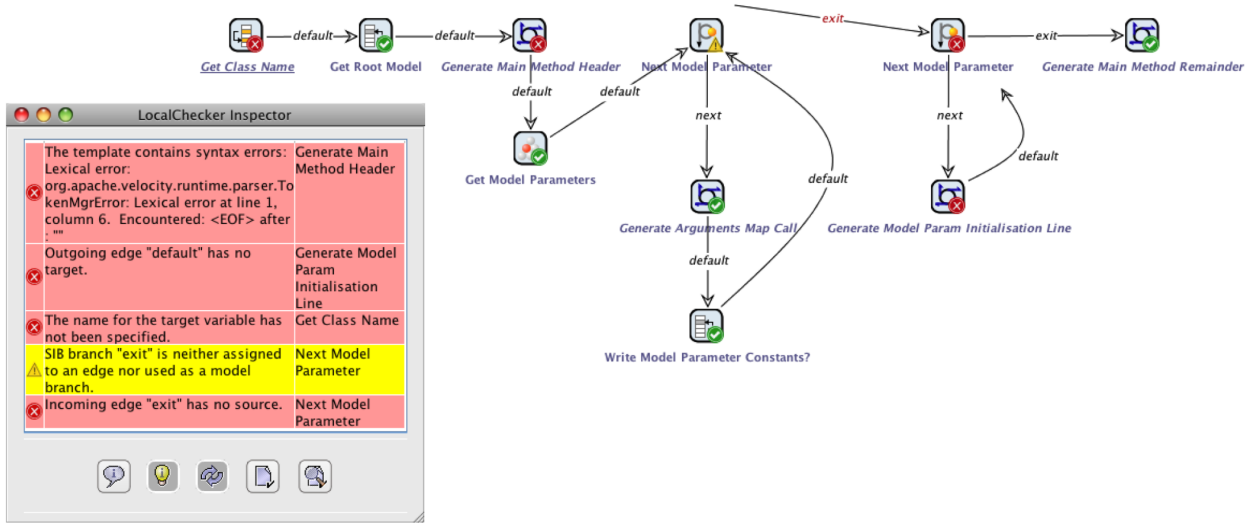 exit
default
default
exit
Get Class Name
Get Root Model
Generate Main Method Header
Next Model Parameter
Next Model Parameter
Generate Main Method Remainder
default
default
next
next
LocalChecker Inspector
default
default
Get Model Parameters
Generate Arguments Map Call
Generate Model Param Initialisation Line
default
Write Model Parameter Constants?
The template contains syntax errors:
Lexical error:
org.apache.velocity.runtime.parser.To
kenMgrError: Lexical error at line 1,
column 6.  Encountered: <EOF> after
: ""
Generate Main
Method Header
Outgoing edge "default" has no
target.
Generate Model
Param
Initialisation
Line
The name for the target variable has
not been specified.
Get Class Name
SIB branch "exit" is neither assigned
to an edge nor used as a model
branch.
Next Model
Parameter
Incoming edge "exit" has no source.
Next Model
Parameter